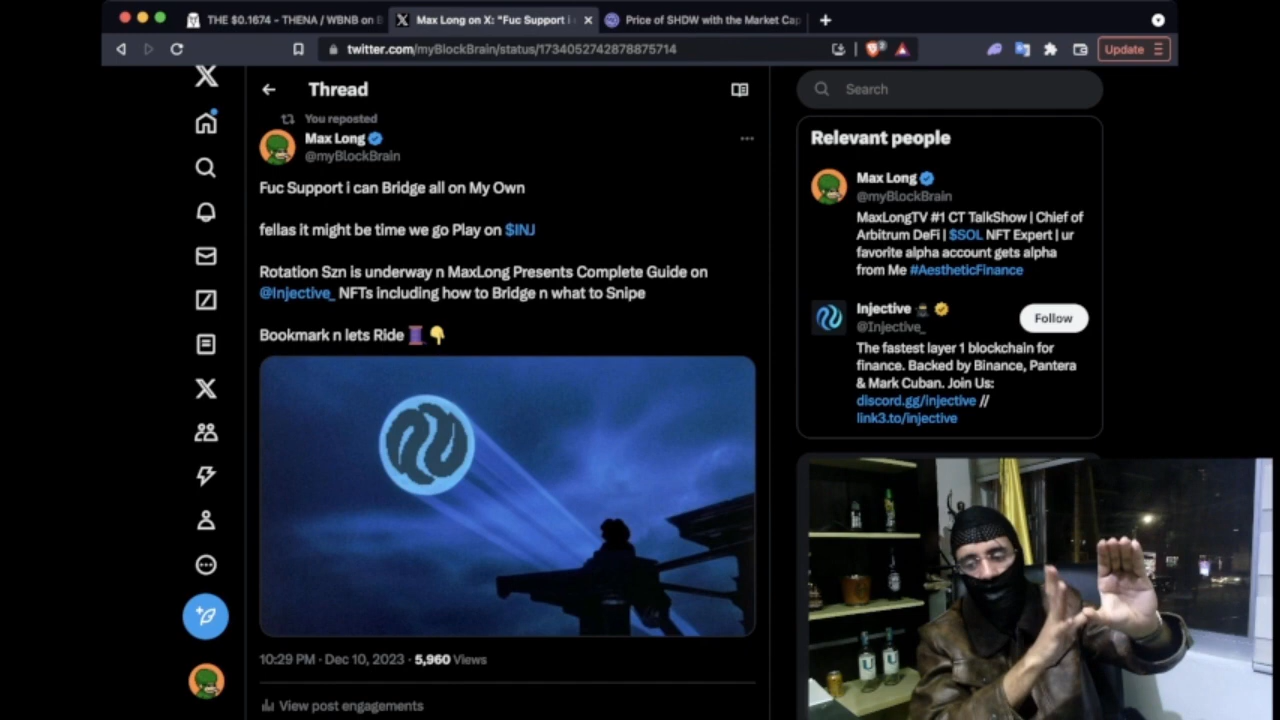 THE $0.1674 - THENA / WBNB on
Max Long on X: "Fuc Support i
Price of SHDW with the Market Cap
twitter.com/myBlockBrain/status/1734052742878875714
Update
Thread
You reposted
Max Long
@myBlockBrain
Fuc Support i can Bridge all on My Own
fellas it might be time we go Play on $INJ
Rotation Szn is underway n MaxLong Presents Complete Guide on
@Injective_ NFTs including how to Bridge n what to Snipe
Bookmark n lets Ride 🧵👇
10:29 PM · Dec 10, 2023 · 5,960 Views
View post engagements
Search
Relevant people
Max Long
@myBlockBrain
MaxLongTV #1 CT TalkShow | Chief of
Arbitrum DeFi | $SOL NFT Expert | ur
favorite alpha account gets alpha
from Me #AestheticFinance
Injective 🥷
@Injective_
Follow
The fastest layer 1 blockchain for
finance. Backed by Binance, Pantera
& Mark Cuban. Join Us:
discord.gg/injective //
link3.to/injective